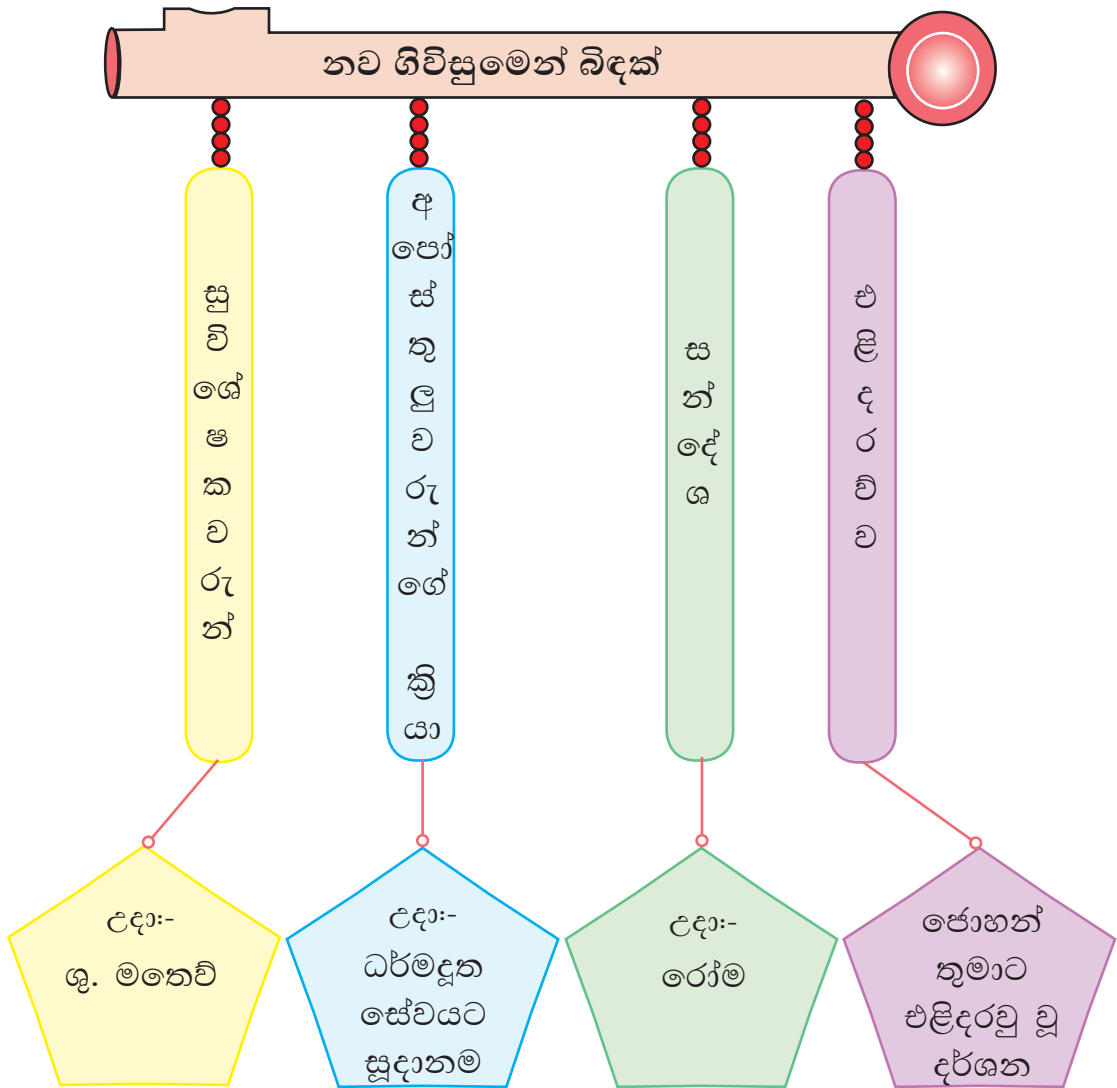 නව ගිවිසුමෙන් බිඳක්
සුවිශේෂකවරුන්
අපෝස්තුලුවරුන්ගේ ක්‍රියා
සන්දේශ
එළිදරව්ව
උදා:-
ශු. මතෙව්
උදා:-
ධර්මදූත
සේවයට
සූදානම
උදා:-
රෝම
ජොහන්
තුමාට
එළිදරවු වූ
දර්ශන